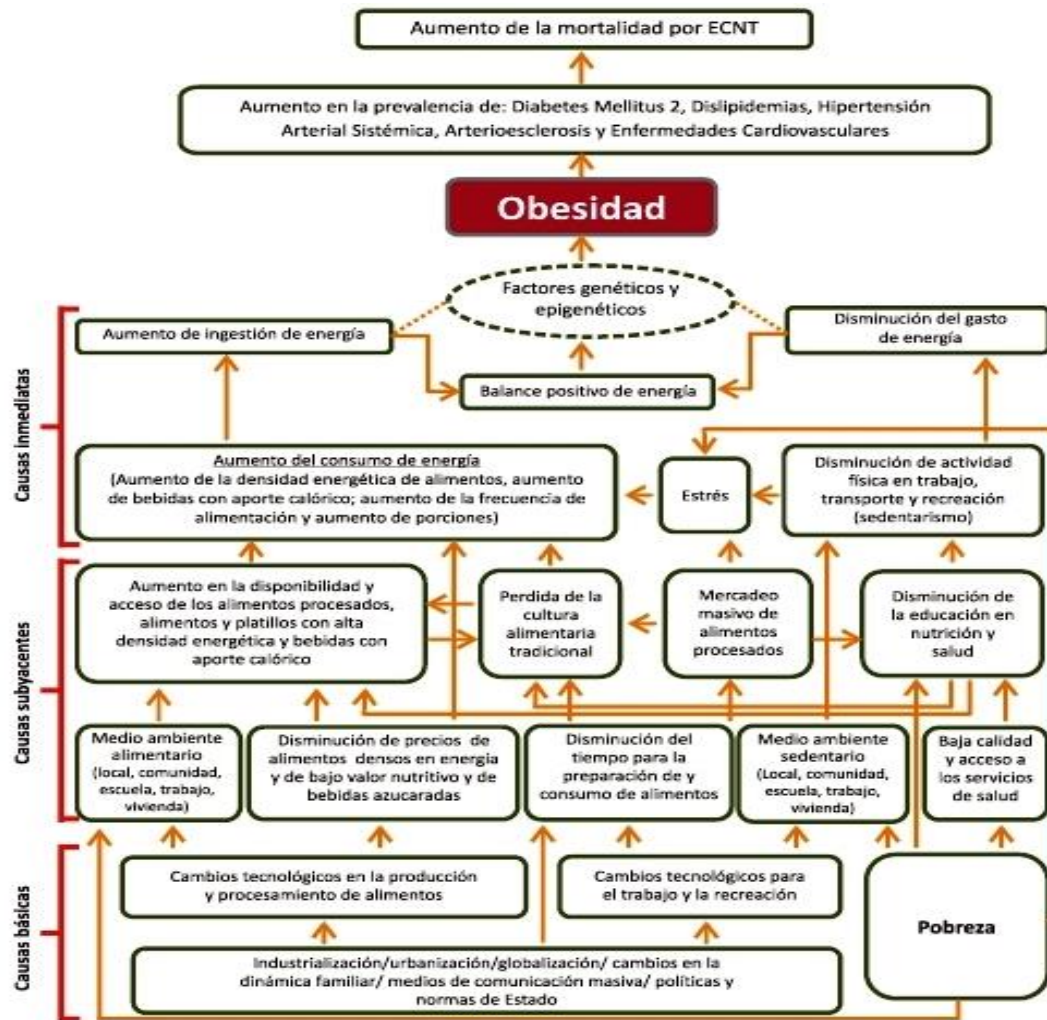 Aumento de la mortalidad por ECNT
Aumento en la prevalencia de: Diabetes Mellitus 2, Dislipidemias, Hipertensión
Arterial Sistémica, Arterioesclerosis y Enfermedades Cardiovasculares
Obesidad
Causas inmediatas
Factores genéticos y
epigenéticos
Aumento de ingestión de energía
Disminución del gasto
de energía
Balance positivo de energía
Aumento del consumo de energía
(Aumento de la densidad energética de alimentos, aumento
de bebidas con aporte calórico; aumento de la frecuencia de
alimentación y aumento de porciones)
Estrés
Disminución de actividad
física en trabajo,
transporte y recreación
(sedentarismo)
Causas subyacentes
Aumento en la disponibilidad y
acceso de los alimentos procesados,
alimentos y platillos con alta
densidad energética y bebidas con
aporte calórico
Perdida de la
cultura
alimentaria
tradicional
Mercadeo
masivo de
alimentos
procesados
Disminución de
la educación en
nutrición y
salud
Medio ambiente
alimentario
(local, comunidad,
escuela, trabajo,
vivienda)
Disminución de precios de
alimentos densos en energía
y de bajo valor nutritivo y de
bebidas azucaradas
Disminución del
tiempo para la
preparación de y
consumo de alimentos
Medio ambiente
sedentario
(Local, comunidad,
escuela, trabajo,
vivienda)
Baja calidad
y acceso a
los servicios
de salud
Causas básicas
Cambios tecnológicos en la producción
y procesamiento de alimentos
Cambios tecnológicos para
el trabajo y la recreación
Pobreza
Industrialización/urbanización/globalización/ cambios en la
dinámica familiar/ medios de comunicación masiva/ políticas y
normas de Estado